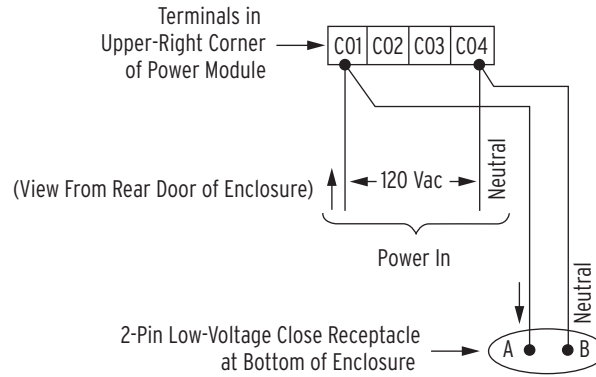 Terminals in
Upper-Right Corner
of Power Module
C01 C02 C03 C04
(View From Rear Door of Enclosure)
120 Vac
Neutral
Power In
Neutral
2-Pin Low-Voltage Close Receptacle
at Bottom of Enclosure
A B